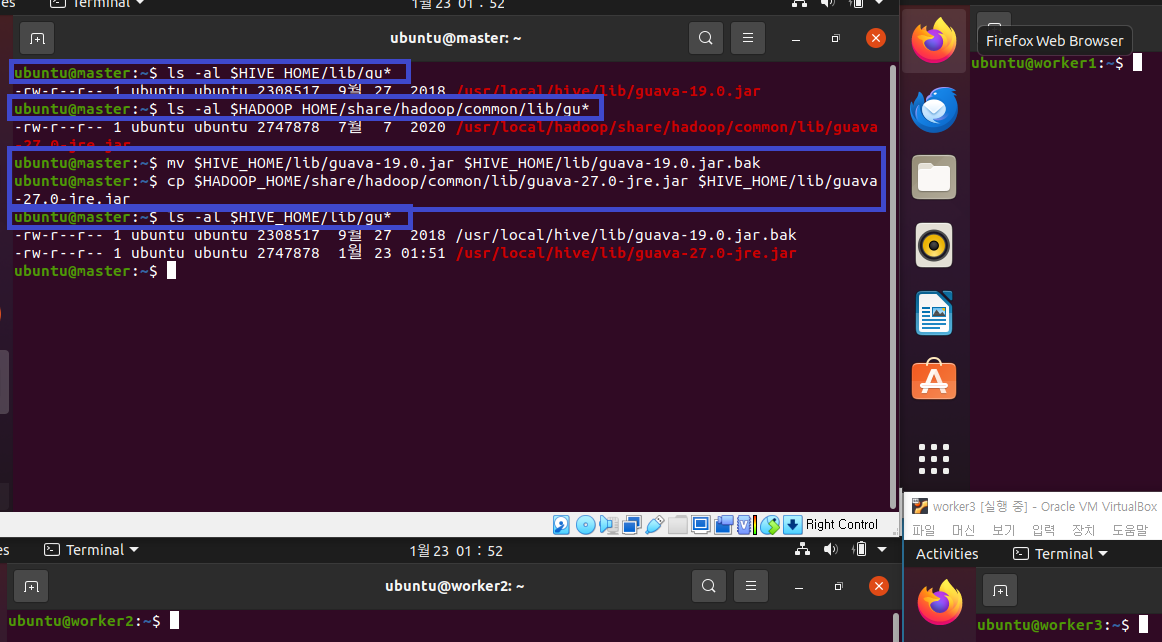 es
Terminal
1월 23 01 : 52
ubuntu@master: ~
ubuntu@master:~$ ls -al $HIVE_HOME/lib/gu*
-rw-r--r-- 1 ubuntu ubuntu 2308517  9월 27  2018 /usr/local/hive/lib/guava-19.0.jar
ubuntu@master:~$ ls -al $HADOOP_HOME/share/hadoop/common/lib/gu*
-rw-r--r-- 1 ubuntu ubuntu 2747878  7월  7  2020 /usr/local/hadoop/share/hadoop/common/lib/guava
-27.0-jre.jar
ubuntu@master:~$ mv $HIVE_HOME/lib/guava-19.0.jar $HIVE_HOME/lib/guava-19.0.jar.bak
ubuntu@master:~$ cp $HADOOP_HOME/share/hadoop/common/lib/guava-27.0-jre.jar $HIVE_HOME/lib/guava
-27.0-jre.jar
ubuntu@master:~$ ls -al $HIVE_HOME/lib/gu*
-rw-r--r-- 1 ubuntu ubuntu 2308517  9월 27  2018 /usr/local/hive/lib/guava-19.0.jar.bak
-rw-r--r-- 1 ubuntu ubuntu 2747878  1월 23 01:51 /usr/local/hive/lib/guava-27.0-jre.jar
ubuntu@master:~$
Right Control
Firefox Web Browser
ubuntu@worker1:~$
es
Terminal
1월 23 01 : 52
ubuntu@worker2: ~
ubuntu@worker2:~$
worker3 [실행 중] - Oracle VM VirtualBox
파일 머신 보기 입력 장치 도움말
Activities
Terminal
ubuntu@worker3:~$